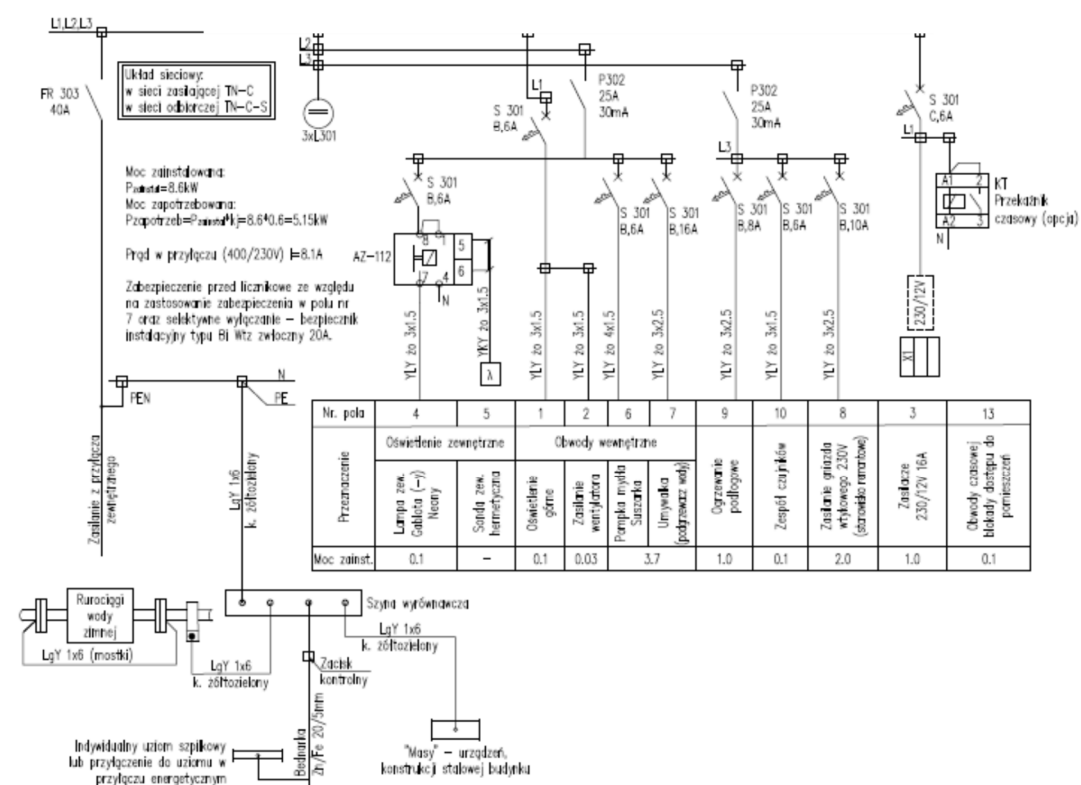 L1,L2,L3
FR 303
40A
Układ sieciowy:
w sieci zasilającej TN-C
w sieci odbiorczej TN-C-S
L2
L3
3xL301
Moc zainstalowana:
Pzainstal=8.6kW
Moc zapotrzebowana:
Pzapotrzeb=Pzainstal*kj=8.6*0.6=5.15kW
Prąd w przyłączu (400/230V) I=8.1A
Zabezpieczenie przed licznikowe ze względu
na zastosowanie zabezpieczenia w polu nr
7 oraz selektywne wyłączanie – bezpiecznik
instalacyjny typu Bi Wtz zwłoczny 20A.
L1
S 301
B,6A
P302
25A
30mA
P302
25A
30mA
L3
S 301
C,6A
L1
A1 2
A2 3
N
KT
Przekaźnik
czasowy (opcja)
S 301
B,6A
S 301
B,6A
S 301
B,16A
S 301
B,8A
S 301
B,6A
S 301
B,10A
AZ-112
8 1
5
6
7 4
N
λ
230/12V
X1
YLY żo 3x1.5
YKY żo 3x1.5
YLY żo 3x1.5
YLY żo 4x1.5
YLY żo 3x2.5
YLY żo 3x2.5
YLY żo 3x1.5
YLY żo 3x2.5
N
PEN
PE
Zasilanie z przyłącza
zewnętrznego
LgY 1x6
k. żółtozielony
Nr. pola 4 5 1 2 6 7 9 10 8 3 13
Przeznaczenie
Oświetlenie zewnętrzne
Obwody wewnętrzne
Lampa zew.
Gablota (-y)
Neony
Sonda zew.
hermetyczna
Oświetlenie
górne
Zasilanie
wentylatora
Pompka mydła
Suszarka
Umywalka
(podgrzewacz wody)
Ogrzewanie
podłogowe
Zespół czujników
Zasilanie gniazda
wtykowego 230V
(stanowisko remontowe)
Zasilacze
230/12V 16A
Obwody czasowej
blokady dostępu do
pomieszczeń
Moc zainst. 0.1 – 0.1 0.03 3.7 1.0 0.1 2.0 1.0 0.1
Rurociągi
wody
zimnej
LgY 1x6 (mostki)
Szyna wyrównawcza
LgY 1x6
k. żółtozielony
LgY 1x6
k. żółtozielony
Zacisk
kontrolny
Bednarka
Zn/Fe 20/5mm
Indywidualny uziom szpilkowy
lub przyłączenie do uziomu w
przyłączu energetycznym
"Masy" – urządzeń,
konstrukcji stalowej budynku